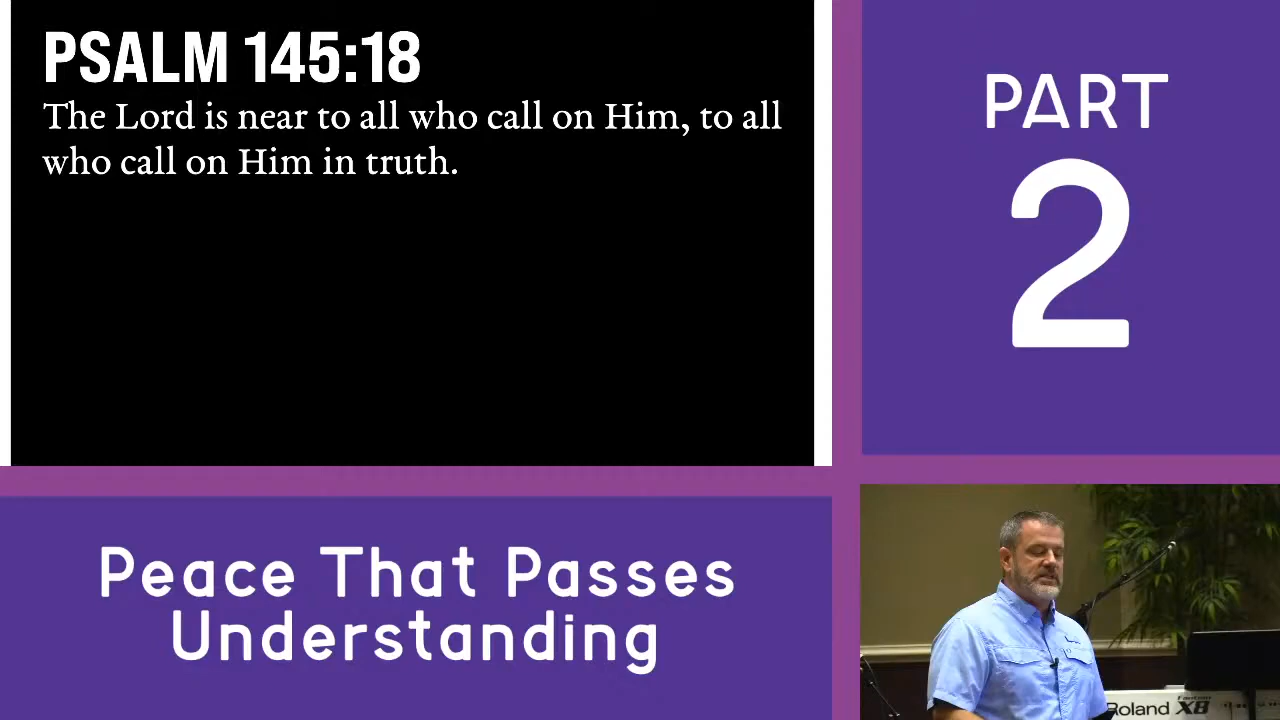 PSALM 145:18
The Lord is near to all who call on Him, to all
who call on Him in truth.
PART
2
Peace That Passes
Understanding
Fantom
Roland X8